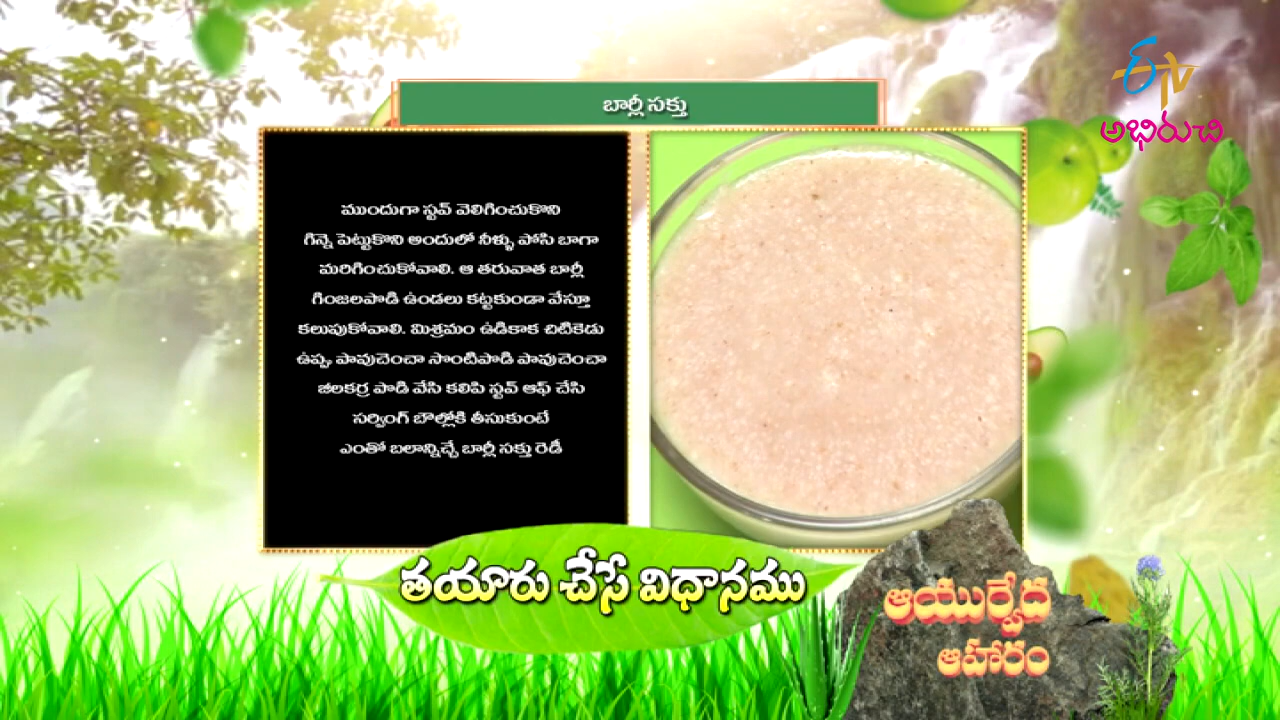 బార్లీ సక్తు
ETV
అభిరుచి
ముందుగా స్టవ్ వెలిగించుకొని
గిన్నె పెట్టుకొని అందులో నీళ్ళు పోసి బాగా
మరిగించుకోవాలి. ఆ తరువాత బార్లీ
గింజలపొడి ఉండలు కట్టకుండా వేస్తూ
కలుపుకోవాలి. మిశ్రమం ఉడికాక చిటికెడు
ఉప్పు, పావుచెంచా సొంటిపొడి పావుచెంచా
జీలకర్ర పొడి వేసి కలిపి స్టవ్ ఆఫ్ చేసి
సర్వింగ్ బౌల్లోకి తీసుకుంటే
ఎంతో బలాన్నిచ్చే బార్లీ సక్తు రెడీ
తయారు చేసే విధానము
ఆయుర్వేద
ఆహారం